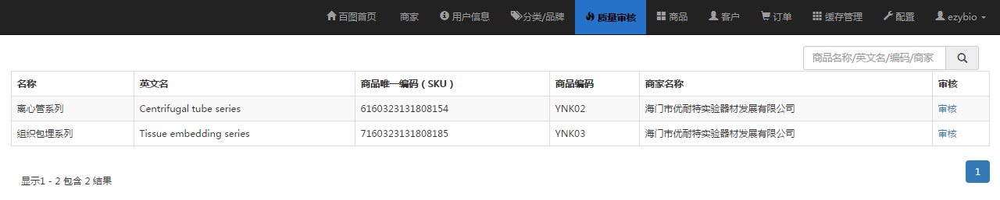 百图首页 商家 用户信息 分类/品牌 质量审核 商品 客户 订单 缓存管理 配置 ezybio
商品名称/英文名/编码/商家
名称 英文名 商品唯一编码（SKU） 商品编码 商家名称 审核
离心管系列 Centrifugal tube series 6160323131808154 YNK02 海门市优耐特实验器材发展有限公司 审核
组织包埋系列 Tissue embedding series 7160323131808185 YNK03 海门市优耐特实验器材发展有限公司 审核
1
显示1 - 2 包含 2 结果